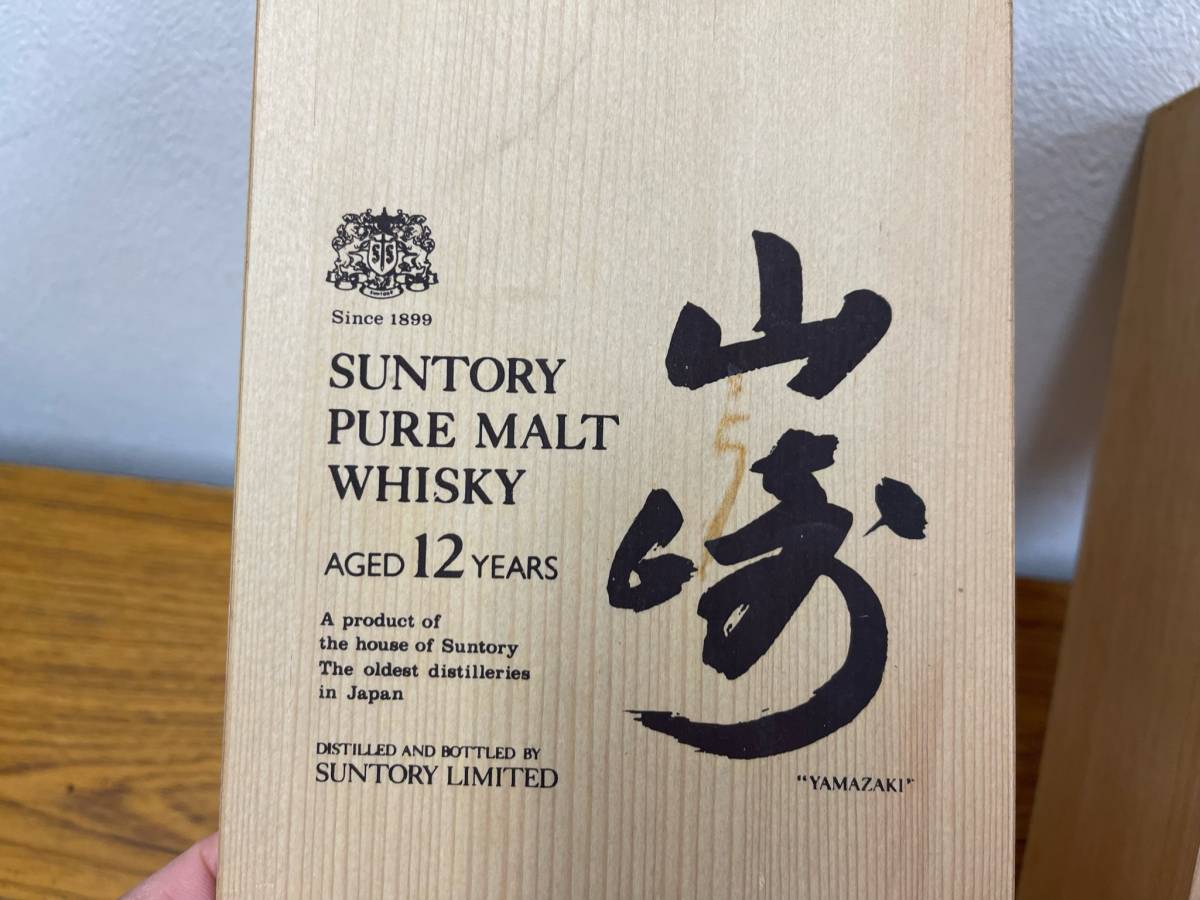 Since 1899
SUNTORY
PURE MALT
WHISKY
AGED 12 YEARS
A product of
the house of Suntory
The oldest distilleries
in Japan
DISTILLED AND BOTTLED BY
SUNTORY LIMITED
山崎
"YAMAZAKI"